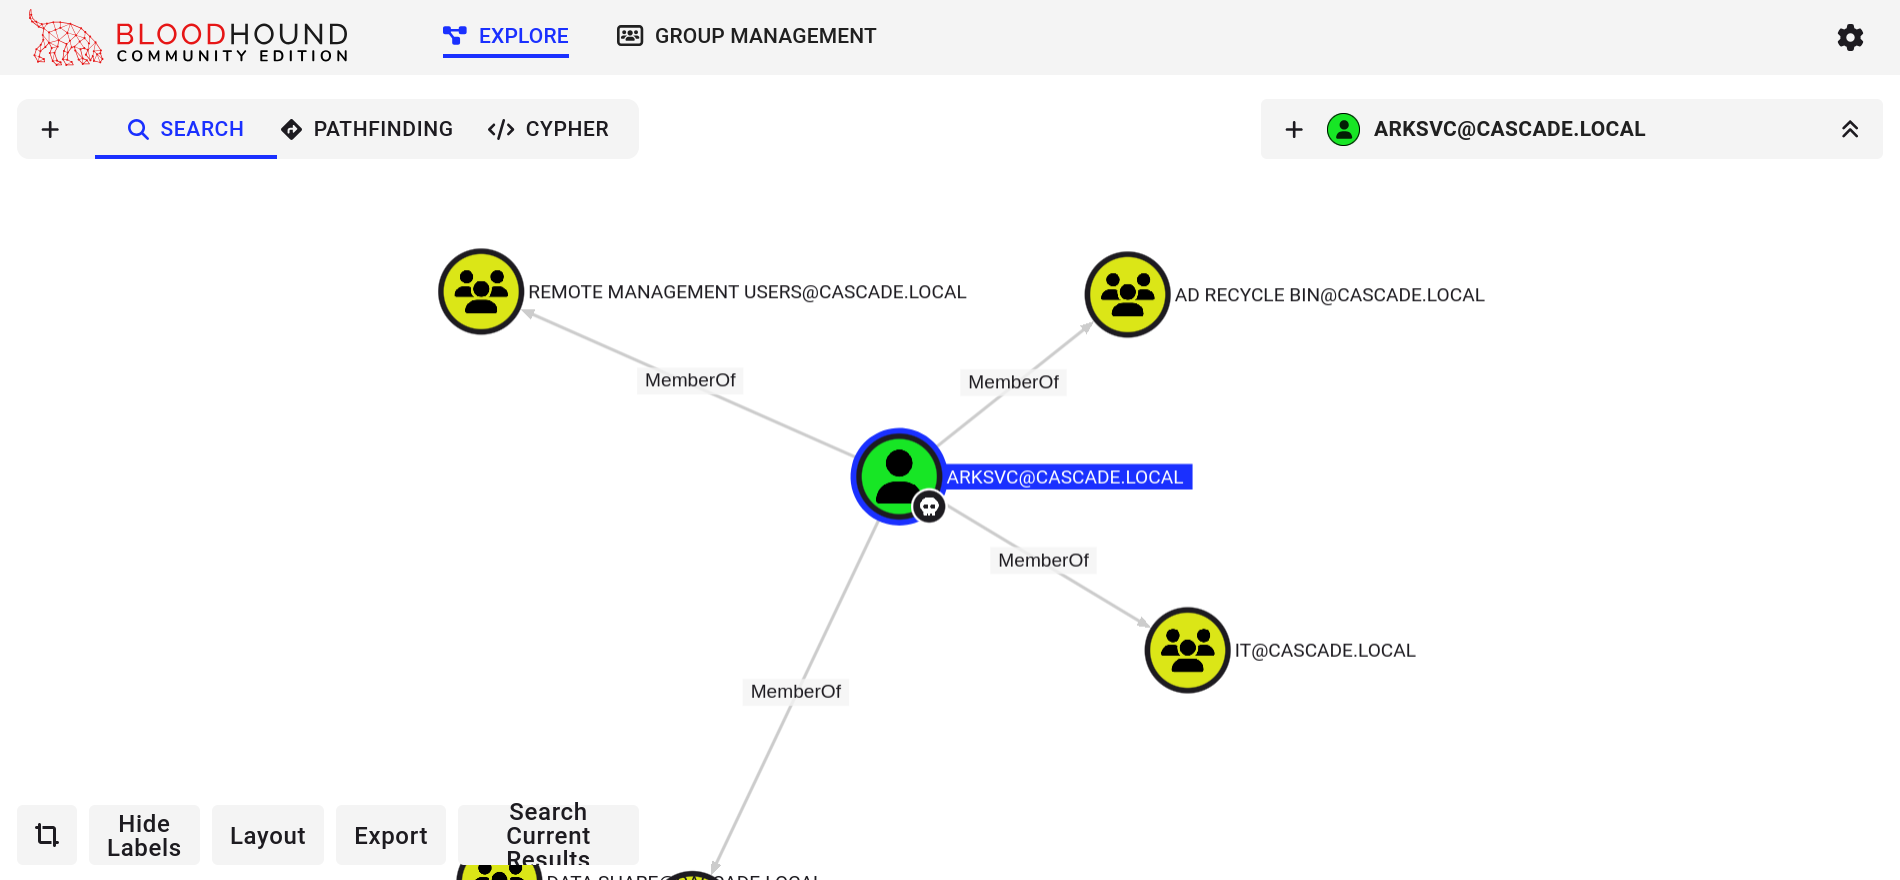 BLOODHOUND
COMMUNITY EDITION
EXPLORE
GROUP MANAGEMENT
SEARCH
PATHFINDING
CYPHER
ARKSVC@CASCADE.LOCAL
REMOTE MANAGEMENT USERS@CASCADE.LOCAL
AD RECYCLE BIN@CASCADE.LOCAL
MemberOf
MemberOf
ARKSVC@CASCADE.LOCAL
MemberOf
IT@CASCADE.LOCAL
MemberOf
Hide
Labels
Layout
Export
Search
Current
Results
DATA SHARE@CASCADE.LOCAL